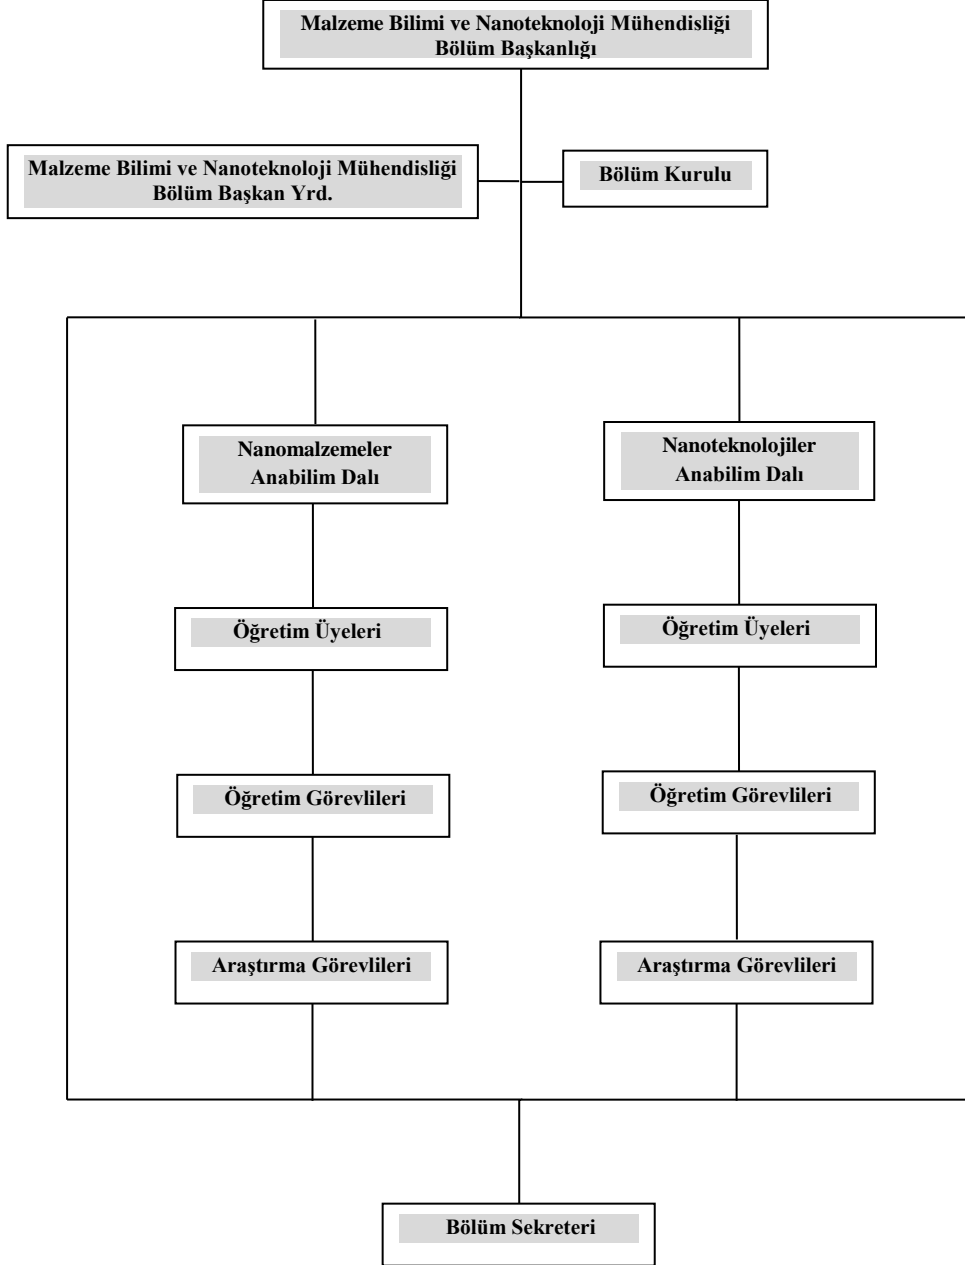 Malzeme Bilimi ve Nanoteknoloji Mühendisliği
Bölüm Başkanlığı
Malzeme Bilimi ve Nanoteknoloji Mühendisliği
Bölüm Başkan Yrd.
Bölüm Kurulu
Nanomalzemeler
Anabilim Dalı
Nanoteknolojiler
Anabilim Dalı
Öğretim Üyeleri
Öğretim Üyeleri
Öğretim Görevlileri
Öğretim Görevlileri
Araştırma Görevlileri
Araştırma Görevlileri
Bölüm Sekreteri